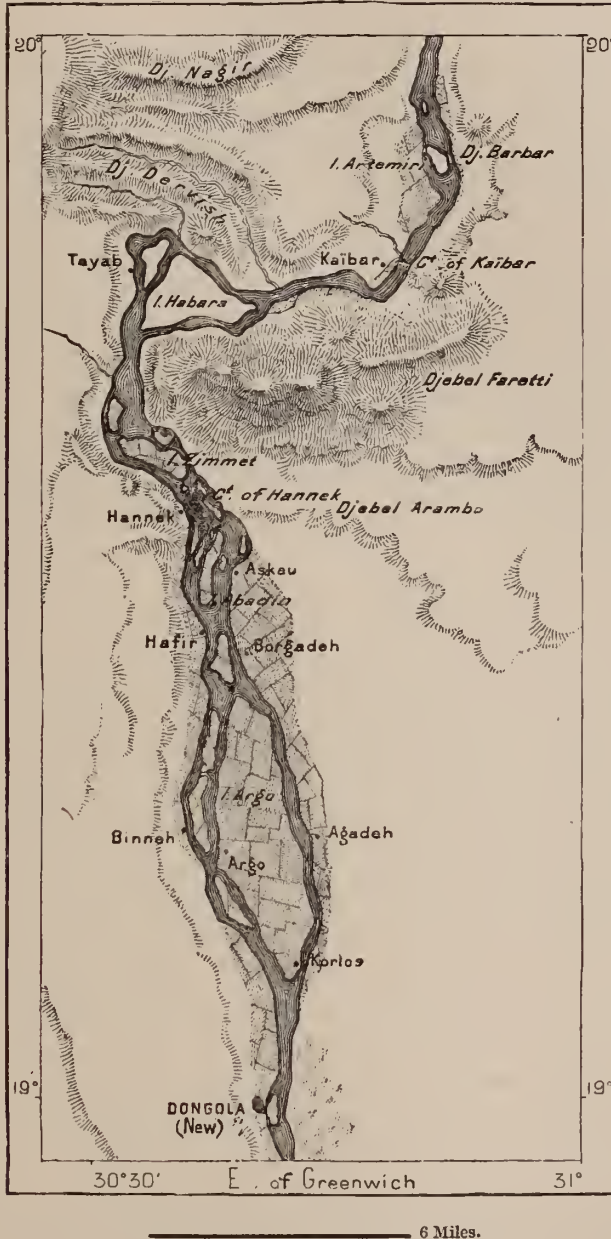 20°
20°
Dj. Nagir
I. Artemir
Dj. Barbar
Dj. Dervish
Tayab
Kaïbar
Ct. of Kaïbar
I. Habara
Djebel Faretti
I. Zimmet
Ct. of Hannek
Hannek
Djebel Arambo
Askau
I. Abadin
Hafir
Borgadeh
I. Argo
Binneh
Agadeh
Argo
Korlos
19°
19°
DONGOLA
(New)
30°30'
E. of Greenwich
31°
6 Miles.